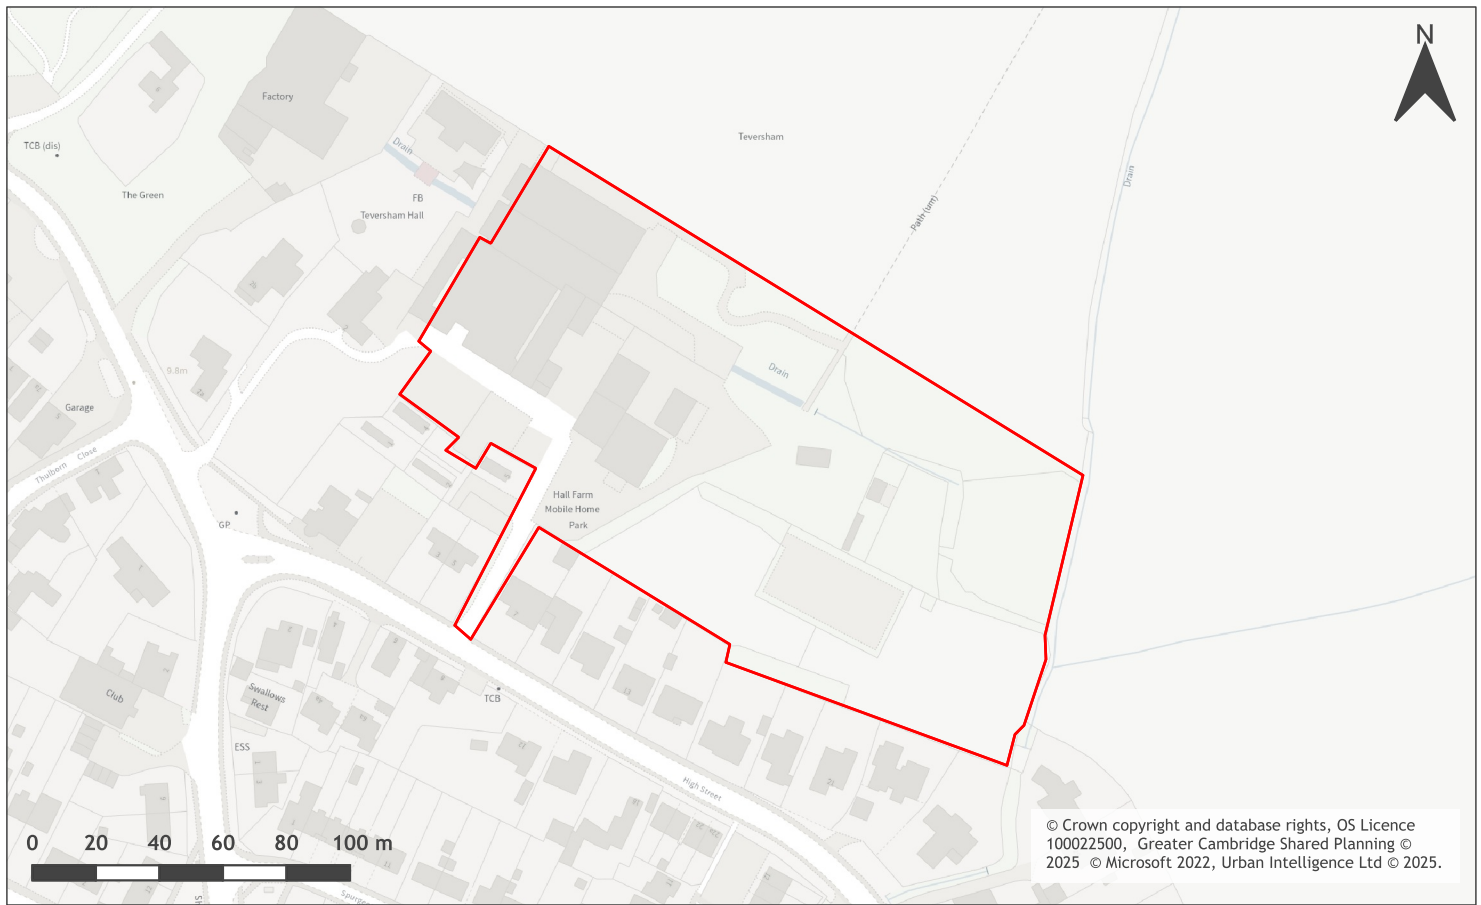 N
Factory
Teversham
TCB (dis)
Drain
Drain
The Green
FB
Path (um)
Teversham Hall
9.8m
Drain
Garage
Thulborn Close
Hall Farm
Mobile Home
Park
GP
Club
Swallows
Rest
TCB
ESS
High Street
0 20 40 60 80 100 m
© Crown copyright and database rights, OS Licence
100022500, Greater Cambridge Shared Planning ©
2025 © Microsoft 2022, Urban Intelligence Ltd © 2025.